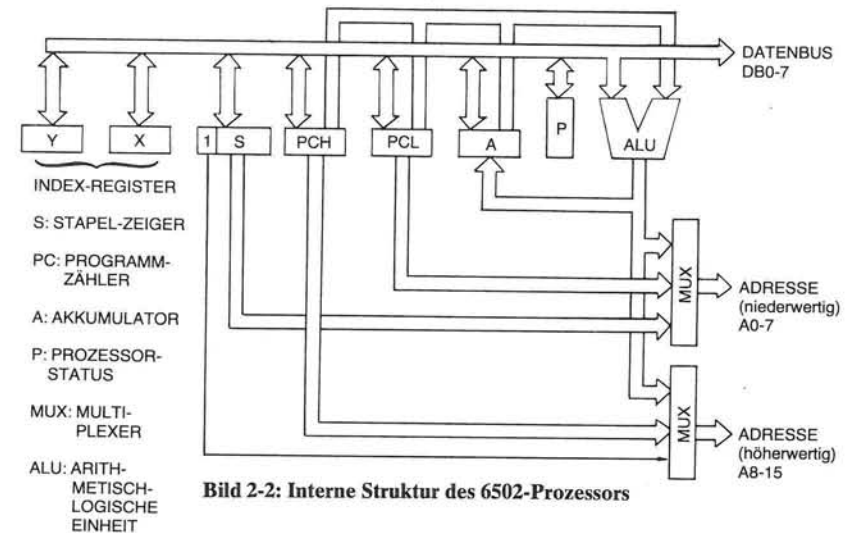 DATENBUS
DB0-7
Y
X
1
S
PCH
PCL
A
P
ALU
INDEX-REGISTER
S: STAPEL-ZEIGER
PC: PROGRAMM-
ZÄHLER
A: AKKUMULATOR
P: PROZESSOR-
STATUS
MUX: MULTI-
PLEXER
ALU: ARITH-
METISCH-
LOGISCHE
EINHEIT
MUX
ADRESSE
(niederwertig)
A0-7
MUX
ADRESSE
(höherwertig)
A8-15
Bild 2-2: Interne Struktur des 6502-Prozessors